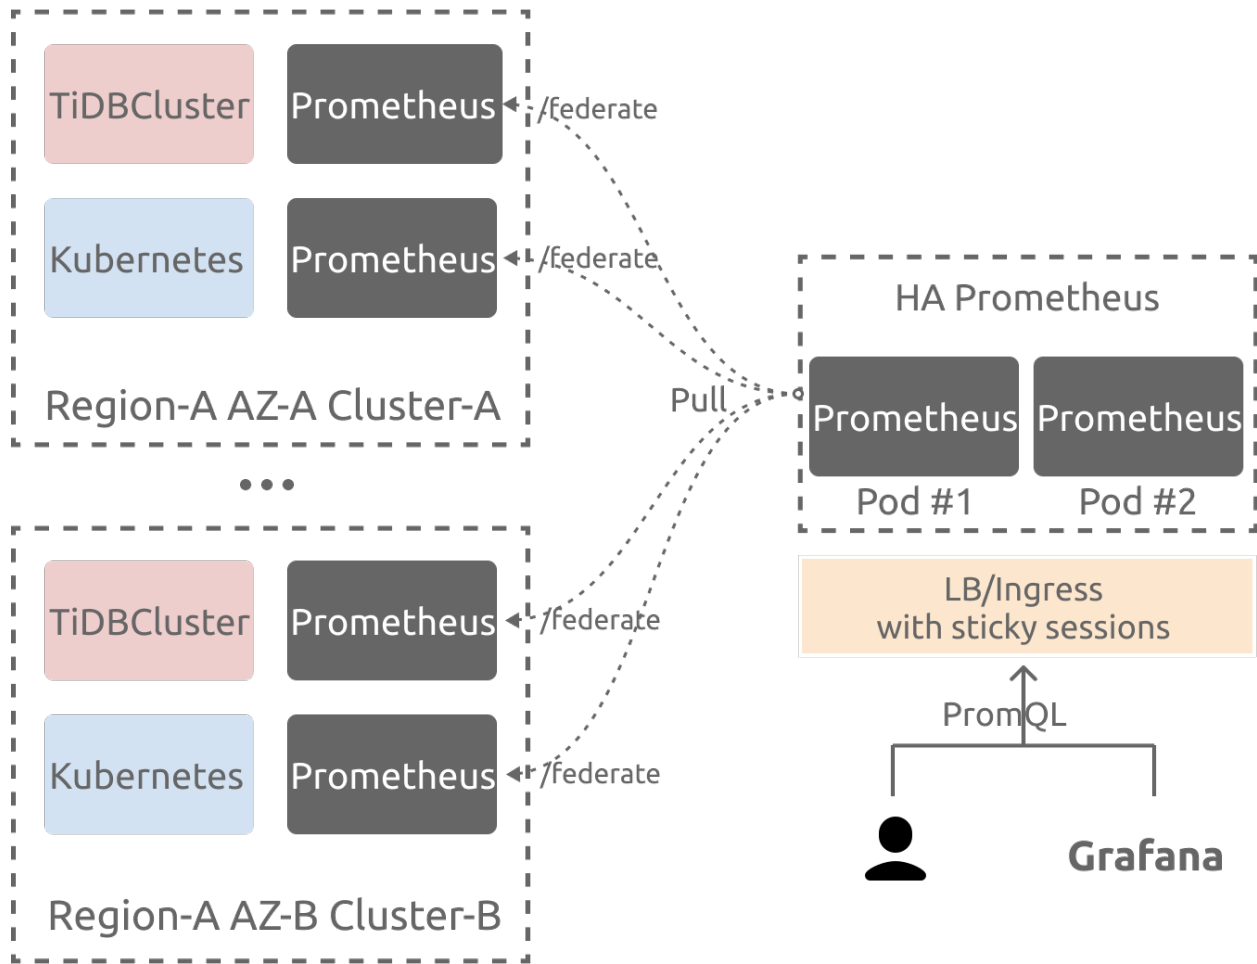 TiDBCluster
Prometheus
/federate
Kubernetes
Prometheus
/federate
Region-A AZ-A Cluster-A
...
TiDBCluster
Prometheus
/federate
Kubernetes
Prometheus
/federate
Region-A AZ-B Cluster-B
Pull
HA Prometheus
Prometheus
Prometheus
Pod #1
Pod #2
LB/Ingress
with sticky sessions
PromQL
Grafana